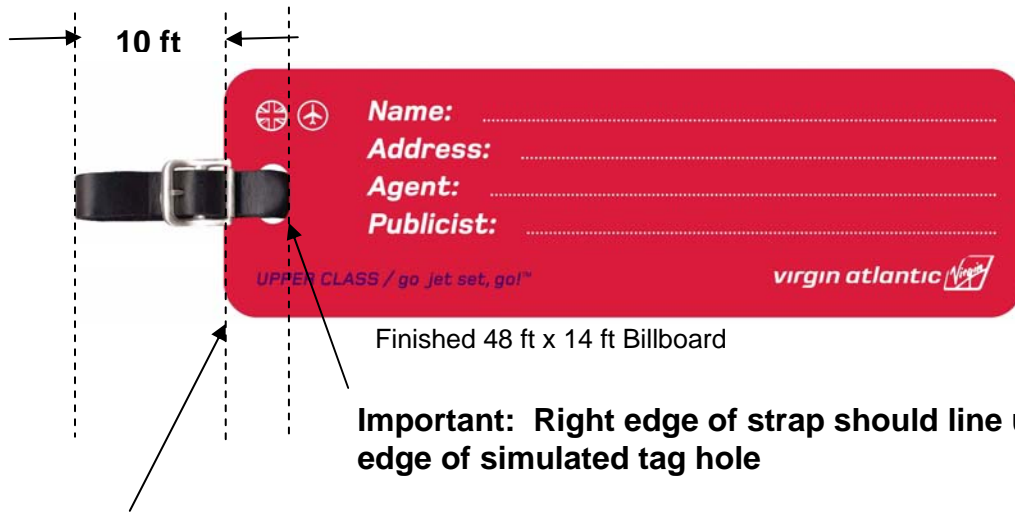 10 ft
Name:
Address:
Agent:
Publicist:
UPPER CLASS / go jet set, go!™
virgin atlantic Virgin
Finished 48 ft x 14 ft Billboard
Important: Right edge of strap should line
edge of simulated tag hole